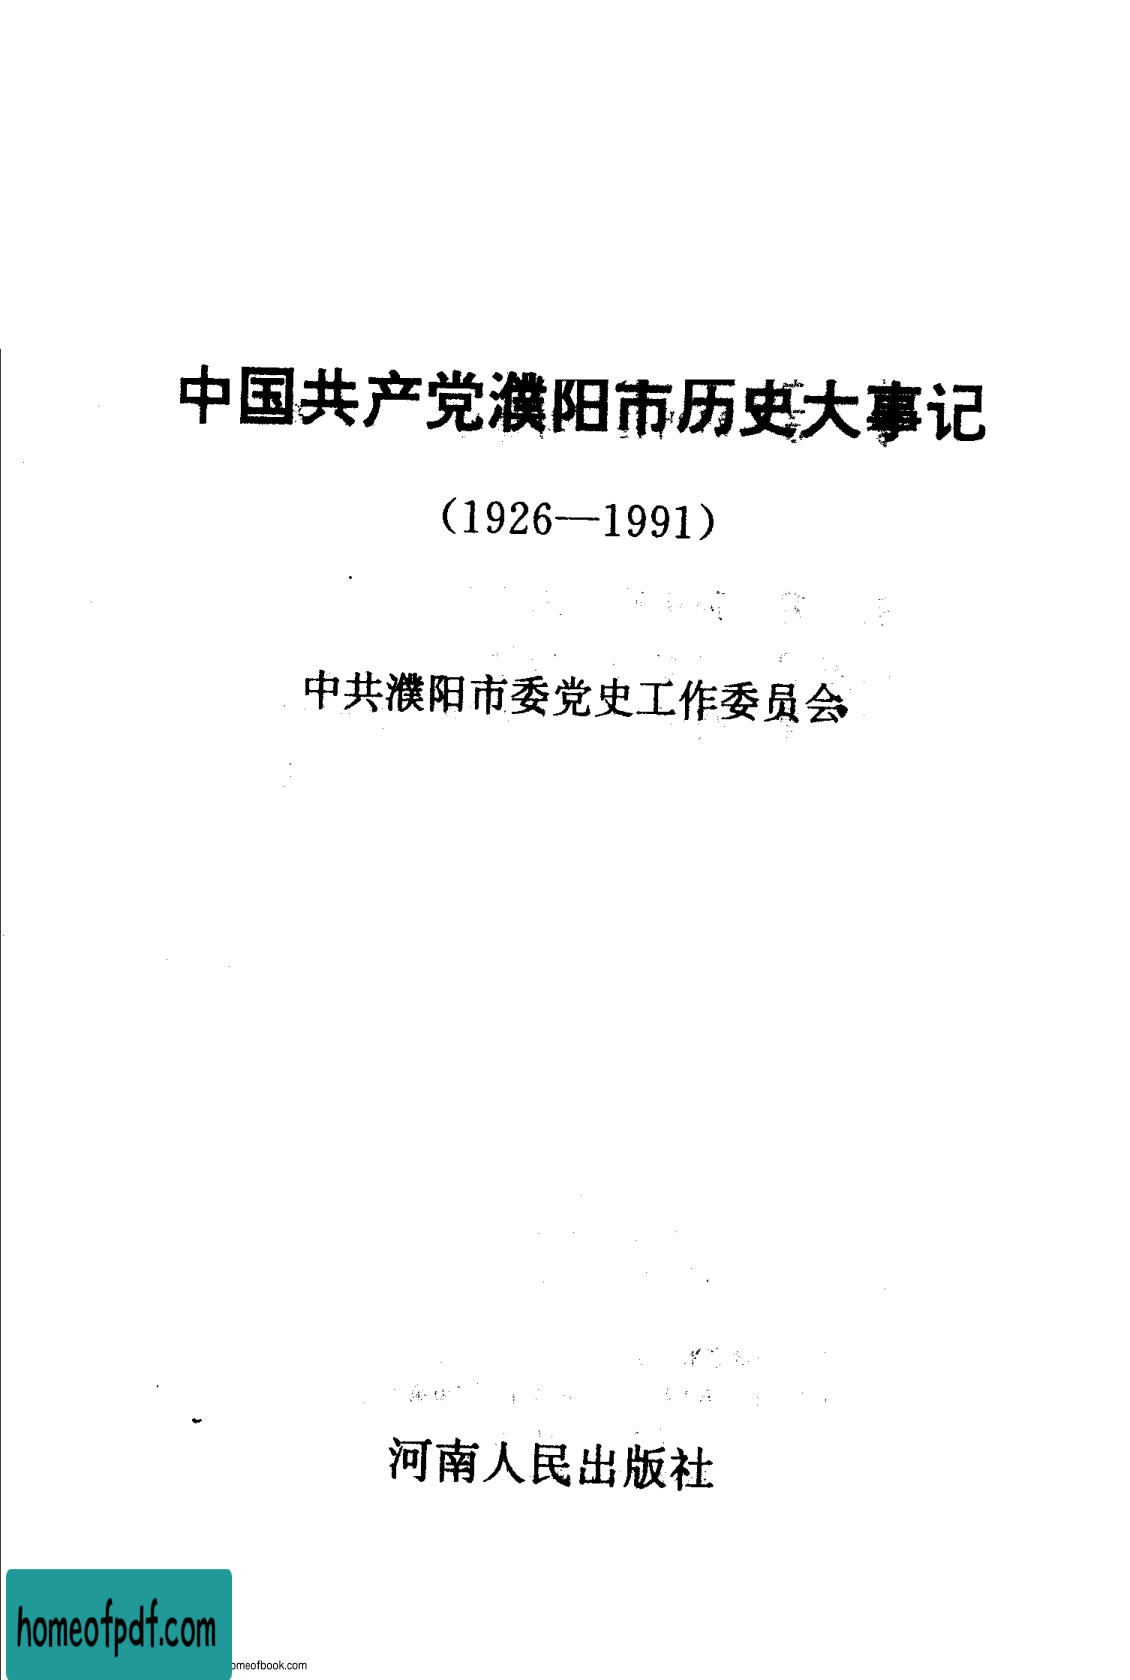 中国共产党濮阳市历史大事记
（1926—1991）
中共濮阳市委党史工作委员会
河南人民出版社
homeofpdf.com
omeofbook.com